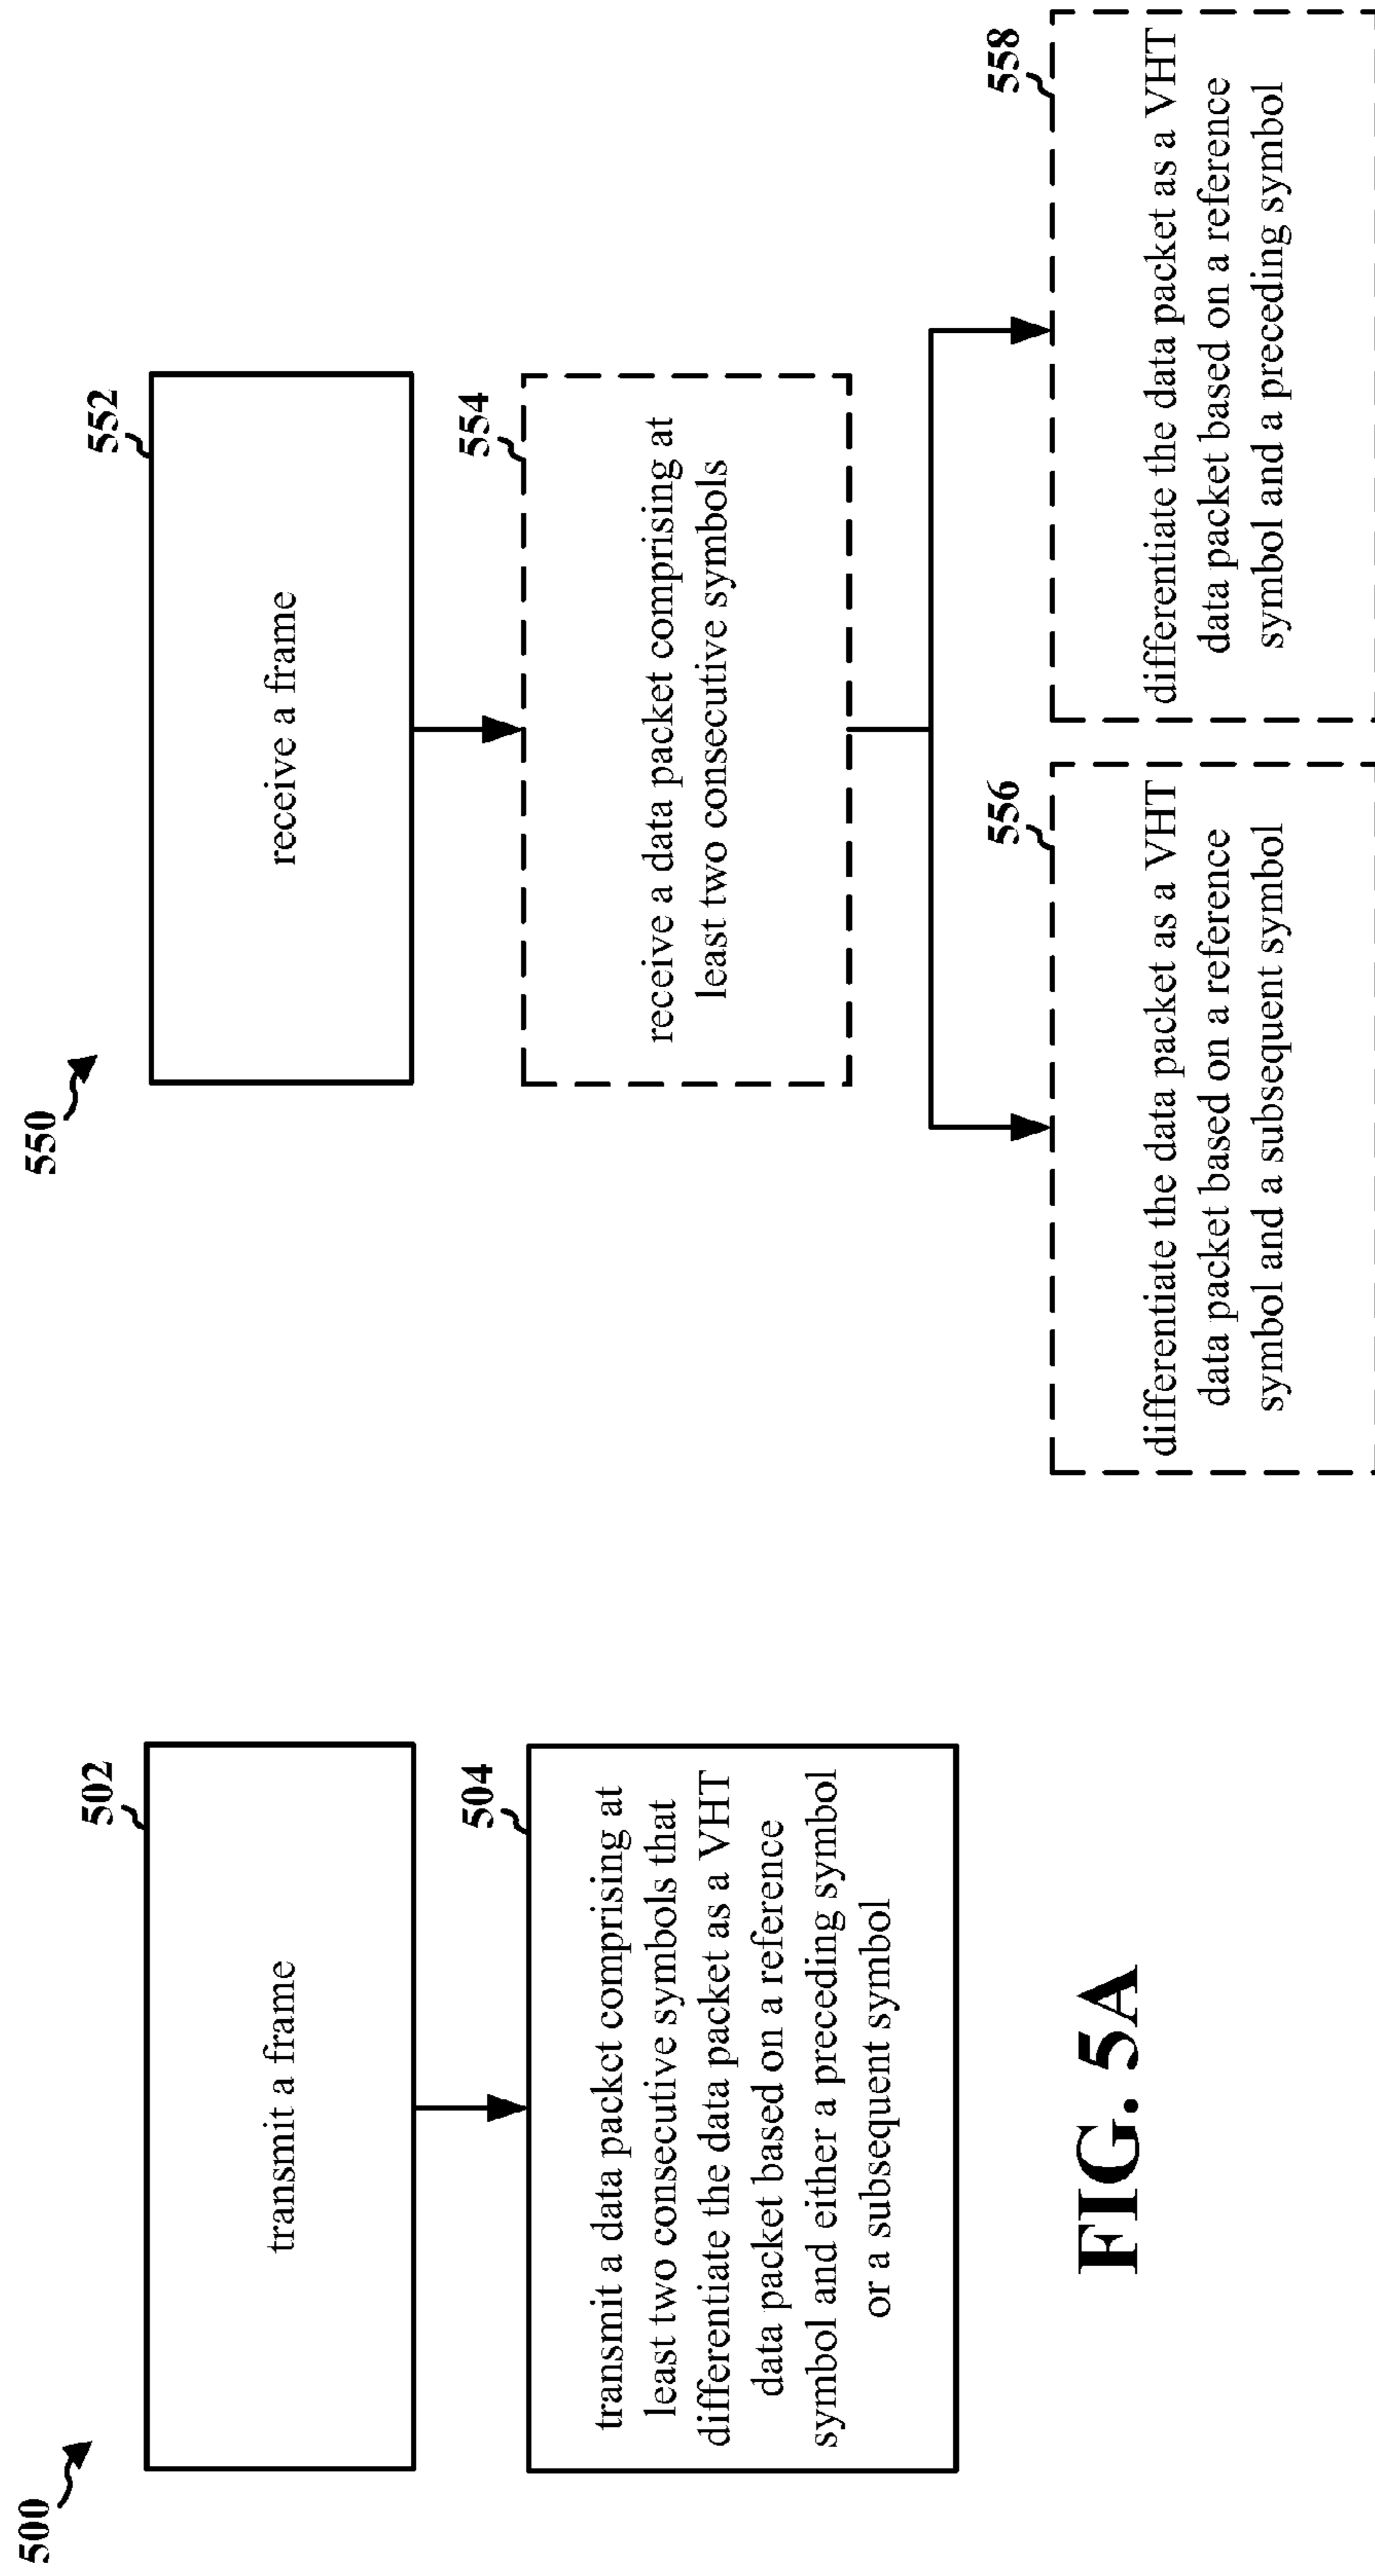 500
502
transmit a frame
504
transmit a data packet comprising at
least two consecutive symbols that
differentiate the data packet as a VHT
data packet based on a reference
symbol and either a preceding symbol
or a subsequent symbol
FIG. 5A
550
552
receive a frame
554
receive a data packet comprising at
least two consecutive symbols
556
differentiate the data packet as a VHT
data packet based on a reference
symbol and a subsequent symbol
558
differentiate the data packet as a VHT
data packet based on a reference
symbol and a preceding symbol